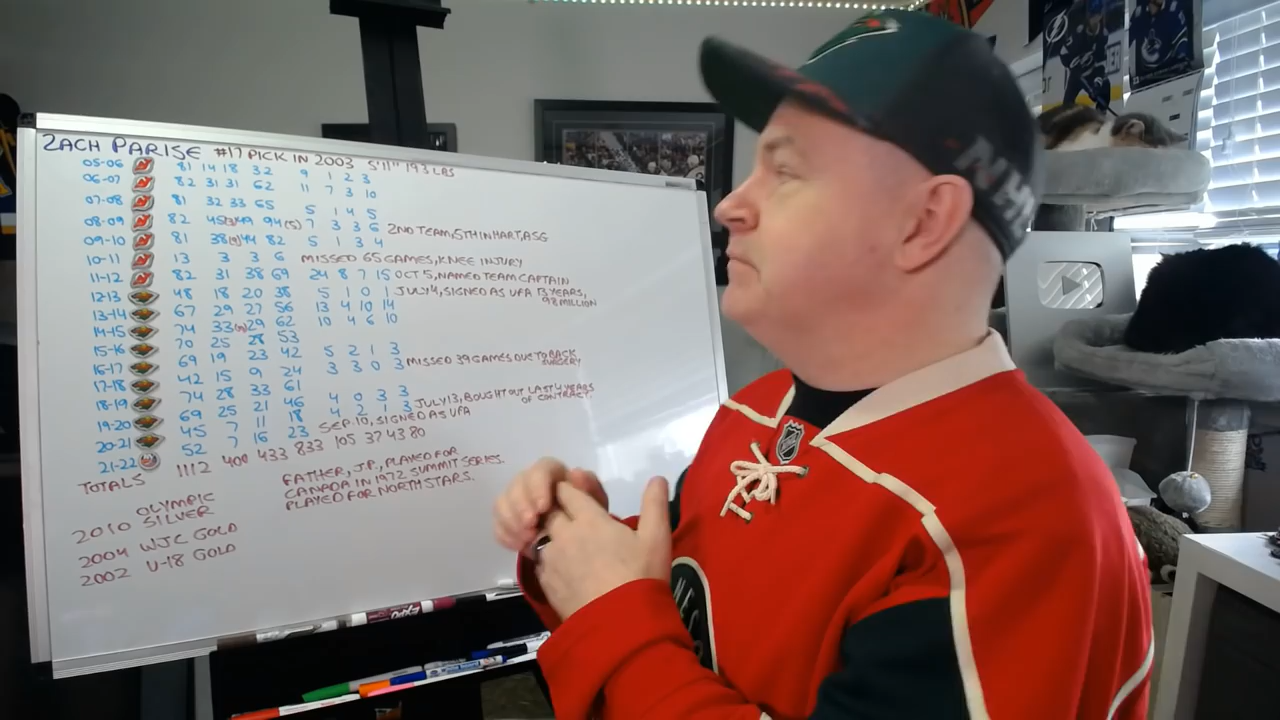 ZACH PARISE #17 PICK IN 2003 5'11" 193 LBS
05-06 81 14 18 32 9 1 2 3
06-07 82 31 31 62 11 7 3 10
07-08 81 32 33 65 5 1 4 5
08-09 82 45(3)49 94(5) 7 3 3 6 2ND TEAM, 5TH IN HART, ASG
09-10 81 38(9)44 82 5 1 3 4
10-11 13 3 3 6 MISSED 65 GAMES, KNEE INJURY
11-12 82 31 38 69 24 8 7 15 OCT 5, NAMED TEAM CAPTAIN
12-13 48 18 20 38 5 1 0 1 JULY 4, SIGNED AS UFA 13 YEARS, 98 MILLION
13-14 67 29 27 56 13 4 10 14
14-15 74 33 29 62 10 4 6 10
15-16 70 25 28 53
16-17 69 19 23 42 5 2 1 3
17-18 42 15 9 24 3 3 0 3 MISSED 39 GAMES DUE TO BACK SURGERY
18-19 74 28 33 61
19-20 69 25 21 46 4 0 3 3
20-21 45 7 11 18 4 2 1 3 JULY 13, BOUGHT OUT LAST 4 YEARS OF CONTRACT.
21-22 52 7 16 23 SEP. 10, SIGNED AS UFA
TOTALS 1112 400 433 833 105 37 43 80
OLYMPIC
2010 SILVER
2004 WJC GOLD
2002 U-18 GOLD
FATHER, J.P., PLAYED FOR
CANADA IN 1972 SUMMIT SERIES.
PLAYED FOR NORTH STARS.
NHL
EXPO